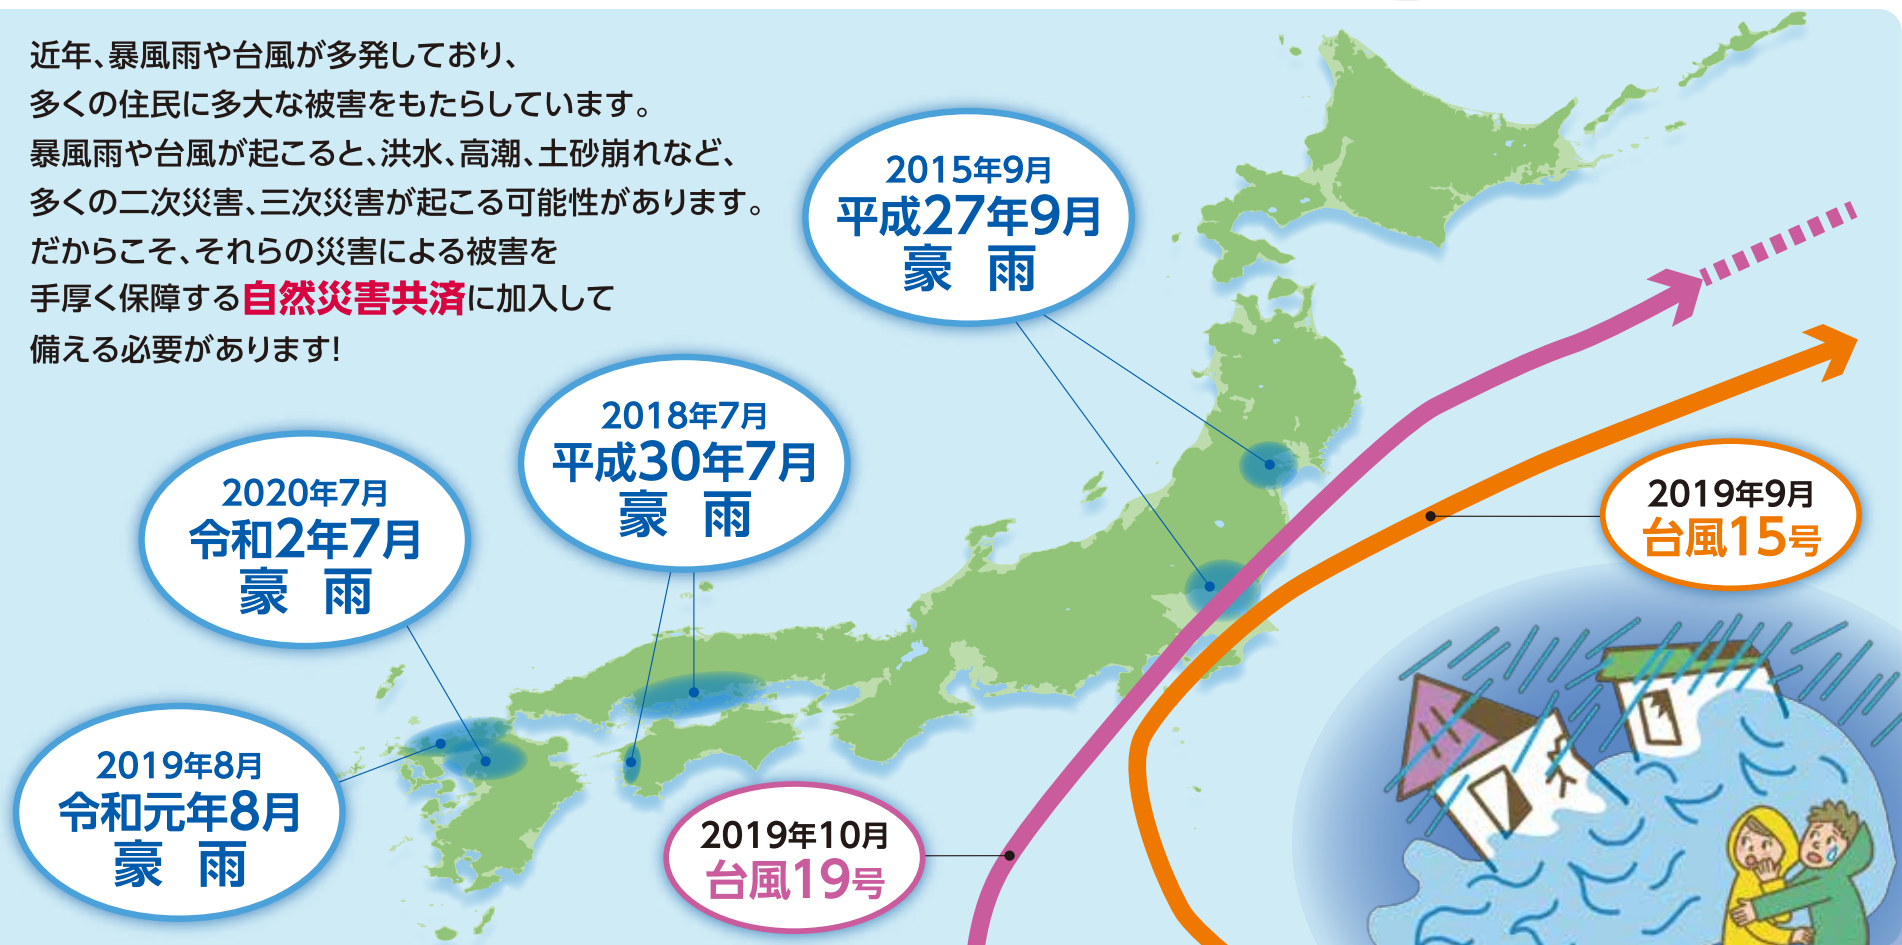 近年、暴風雨や台風が多発しており、
多くの住民に多大な被害をもたらしています。
暴風雨や台風が起こると、洪水、高潮、土砂崩れなど、
多くの二次災害、三次災害が起こる可能性があります。
だからこそ、それらの災害による被害を
手厚く保障する自然災害共済に加入して
備える必要があります!
2015年9月
平成27年9月
豪雨
2018年7月
平成30年7月
豪雨
2020年7月
令和2年7月
豪雨
2019年9月
台風15号
2019年8月
令和元年8月
豪雨
2019年10月
台風19号